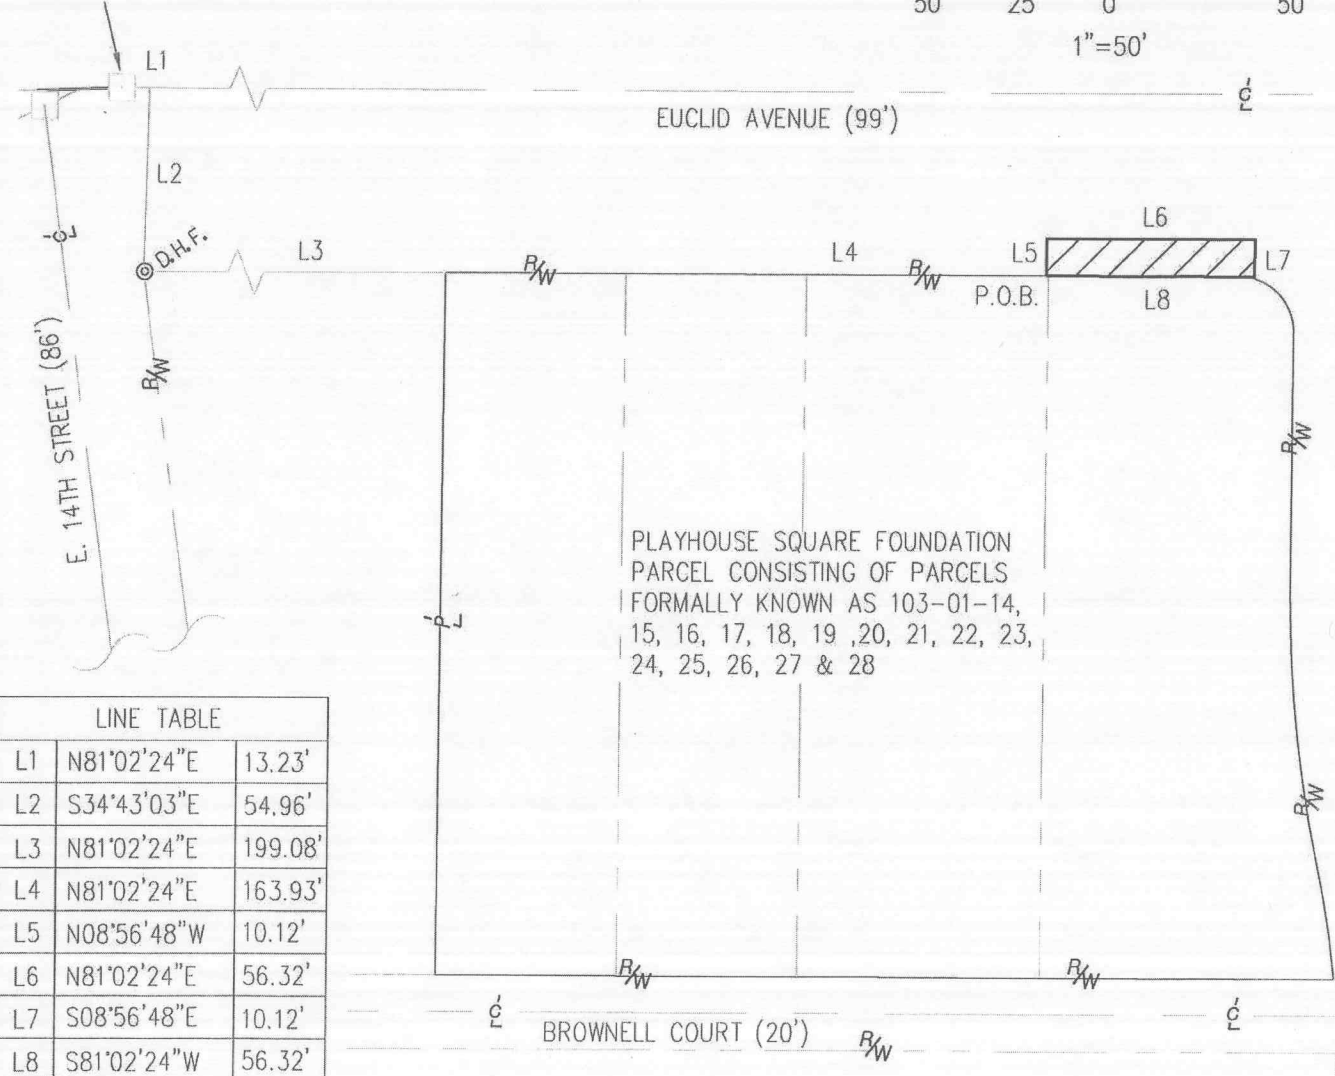 50 25 0 50
1"=50'
L1
EUCLID AVENUE (99')
L2
D.H.F.
L3
L4
L5
L6
L7
L8
P.O.B.
R/W
R/W
R/W
R/W
R/W
E. 14TH STREET (86')
PLAYHOUSE SQUARE FOUNDATION
PARCEL CONSISTING OF PARCELS
FORMALLY KNOWN AS 103-01-14,
15, 16, 17, 18, 19 ,20, 21, 22, 23,
24, 25, 26, 27 & 28
PL
LINE TABLE
L1 N81°02'24"E 13.23'
L2 S34°43'03"E 54.96'
L3 N81°02'24"E 199.08'
L4 N81°02'24"E 163.93'
L5 N08°56'48"W 10.12'
L6 N81°02'24"E 56.32'
L7 S08°56'48"E 10.12'
L8 S81°02'24"W 56.32'
R/W
R/W
CL
CL
CL
CL
BROWNELL COURT (20')
R/W